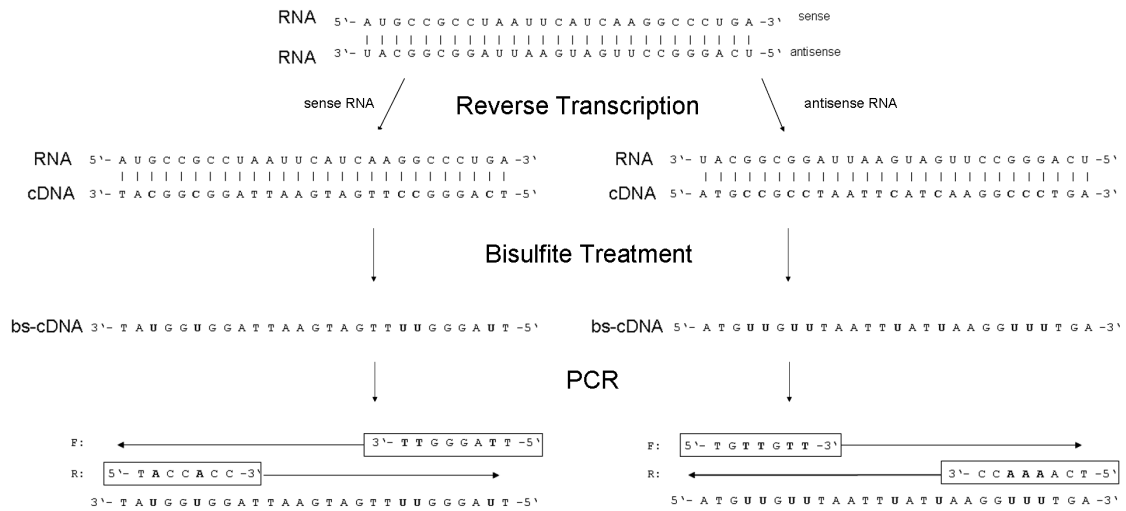 RNA 5'- A U G C C G C C U A A U U C A U C A A G G C C C U G A -3' sense
RNA 3'- U A C G G C G G A U U A A G U A G U U C C G G G A C U -5' antisense
sense RNA Reverse Transcription antisense RNA
RNA 5'- A U G C C G C C U A A U U C A U C A A G G C C C U G A -3'
cDNA 3'- T A C G G C G G A T T A A G T A G T T C C G G G A C T -5'
RNA 3'- U A C G G C G G A U U A A G U A G U U C C G G G A C U -5'
cDNA 5'- A T G C C G C C T A A T T C A T C A A G G C C C T G A -3'
Bisulfite Treatment
bs-cDNA 3'- T A U G G U G G A T T A A G T A G T T U U G G G A U T -5'
bs-cDNA 5'- A T G U U G U U T A A T T U A T U A A G G U U U T G A -3'
PCR
F: 3'- T T G G G A T T -5'
R: 5'- T A C C A C C -3'
3'- T A U G G U G G A T T A A G T A G T T U U G G G A U T -5'
F: 5'- T G T T G T T -3'
R: 3'- C C A A A A C T -5'
5'- A T G U U G U U T A A T T U A T U A A G G U U U T G A -3'